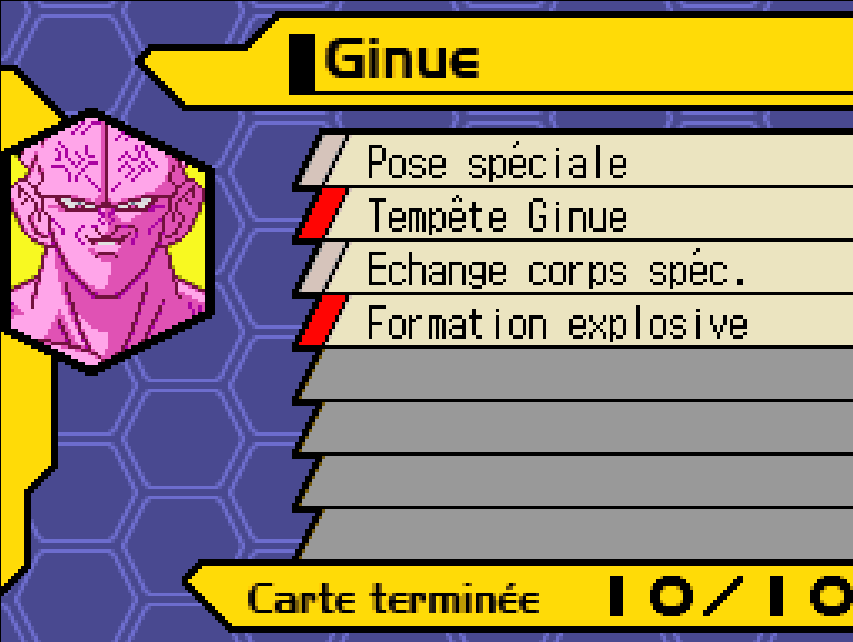 Ginue
Pose spéciale
Tempête Ginue
Echange corps spéc.
Formation explosive
Carte terminée 10/10